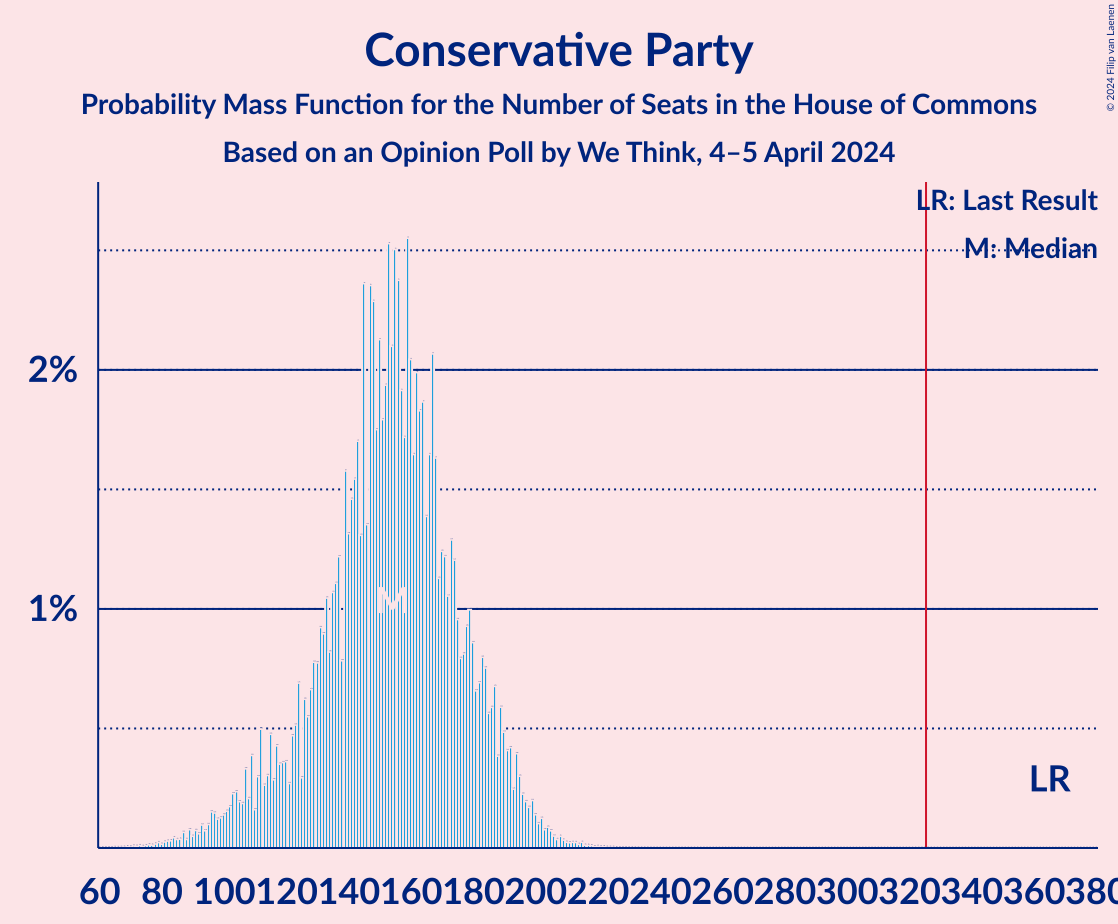 Conservative Party
Probability Mass Function for the Number of Seats in the House of Commons
Based on an Opinion Poll by We Think, 4–5 April 2024
© 2024 Filip van Laenen
LR: Last Result
M: Median
2%
1%
M
LR
60 80 100 120 140 160 180 200 220 240 260 280 300 320 340 360 380